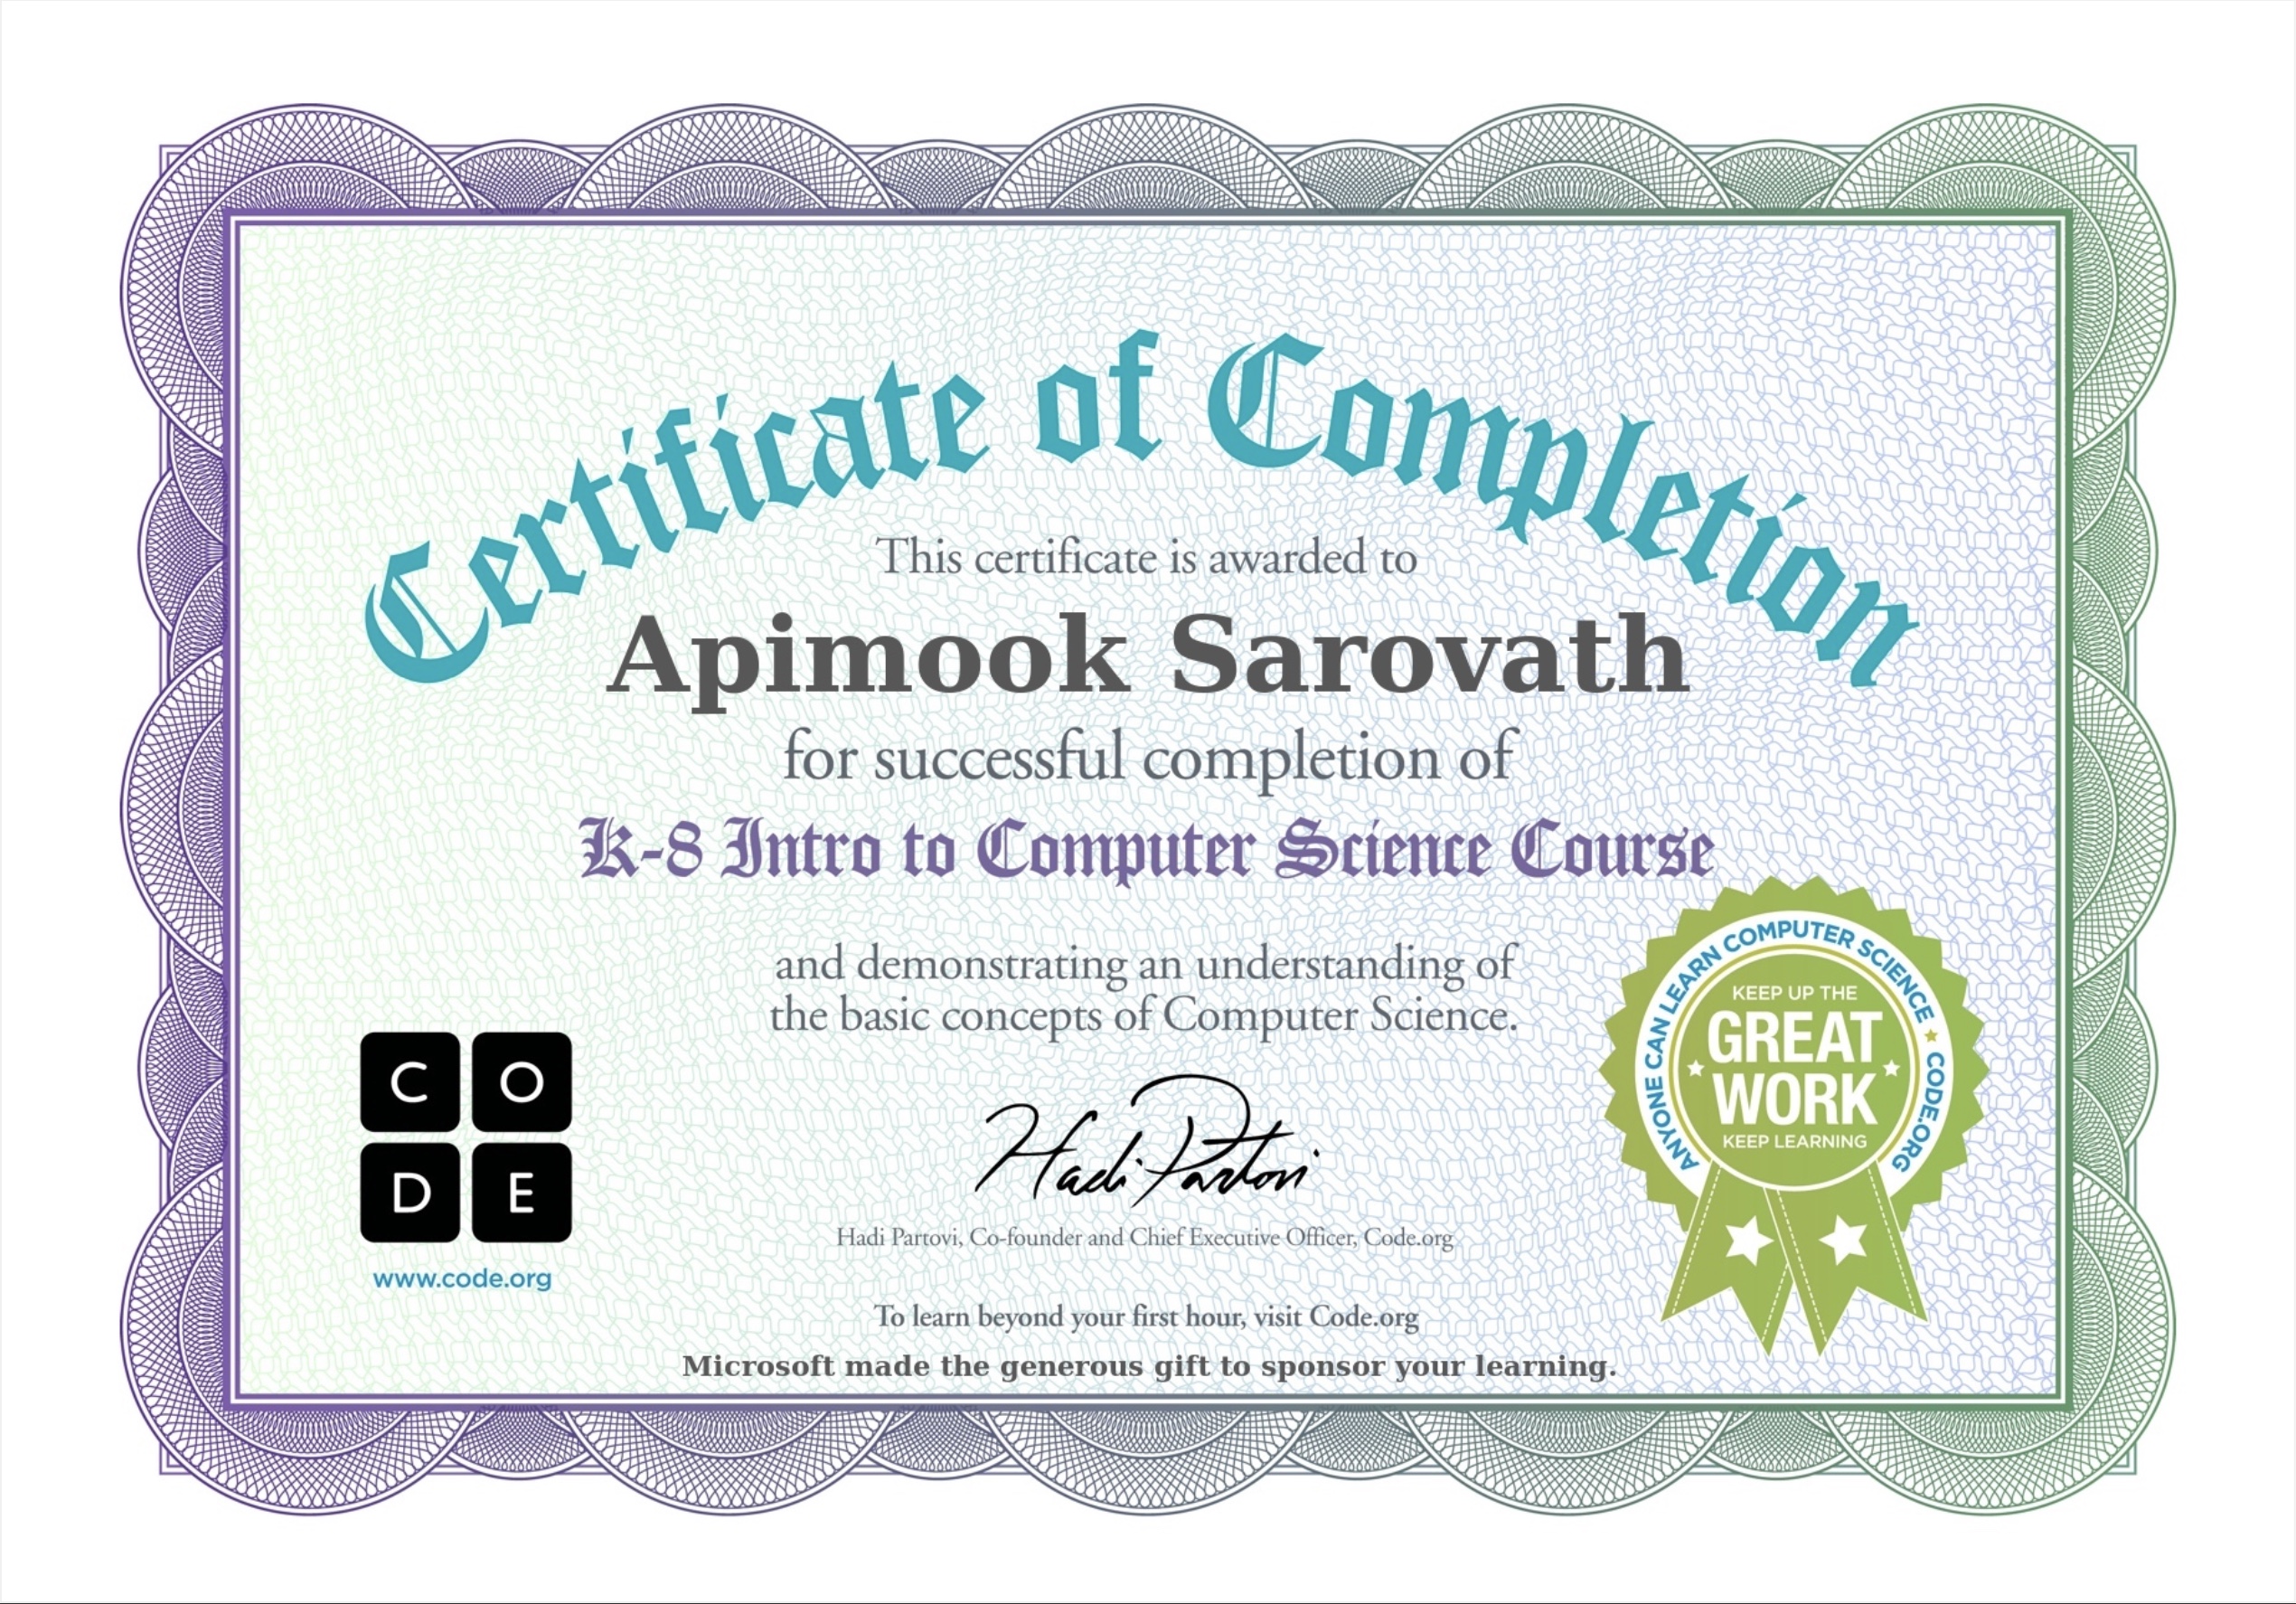 Certificate of Completion
This certificate is awarded to
Apimook Sarovath
for successful completion of
K-8 Intro to Computer Science Course
and demonstrating an understanding of
the basic concepts of Computer Science.
C O
D E
www.code.org
Hadi Partovi
Hadi Partovi, Co-founder and Chief Executive Officer, Code.org
To learn beyond your first hour, visit Code.org
Microsoft made the generous gift to sponsor your learning.
ANYONE CAN LEARN COMPUTER SCIENCE ★ CODE.ORG
KEEP UP THE
GREAT
WORK
KEEP LEARNING